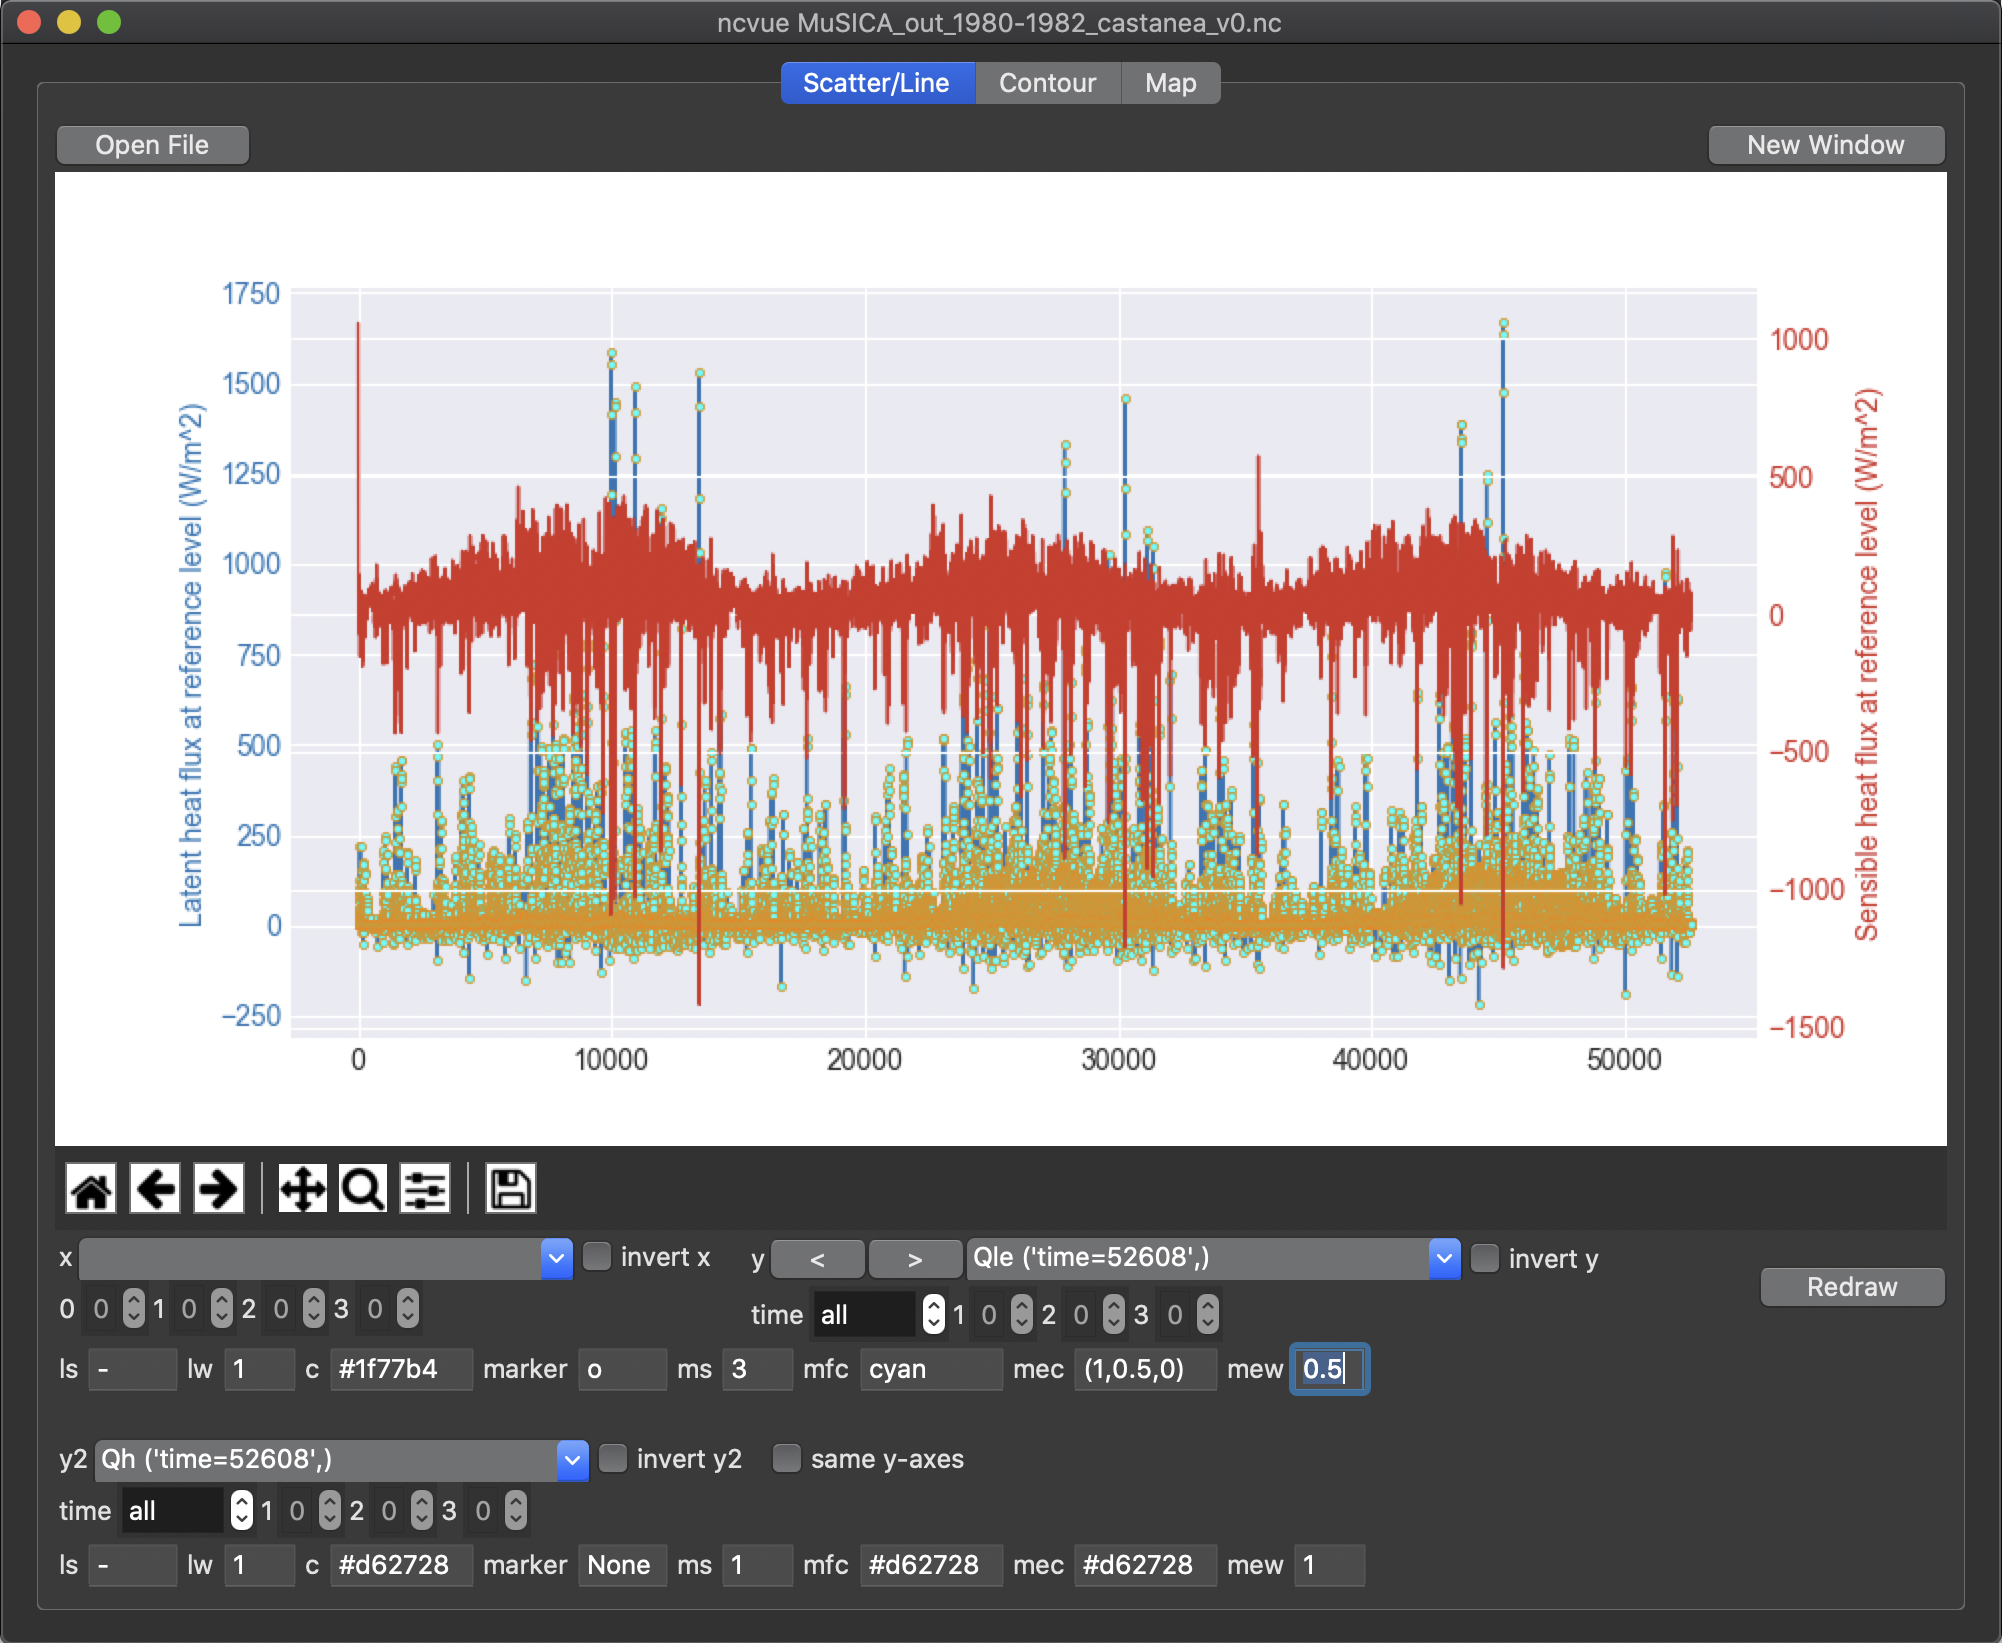 ncvue MuSICA_out_1980-1982_castanea_v0.nc
Scatter/Line Contour Map
Open File New Window
1750
1500
1250
1000
750
500
250
0
−250
Latent heat flux at reference level (W/m^2)
1000
500
0
−500
−1000
−1500
Sensible heat flux at reference level (W/m^2)
0 10000 20000 30000 40000 50000
x invert x y < > Qle ('time=52608',) invert y
Redraw
0 0 1 0 2 0 3 0 time all 1 0 2 0 3 0
ls - lw 1 c #1f77b4 marker o ms 3 mfc cyan mec (1,0.5,0) mew 0.5
y2 Qh ('time=52608',) invert y2 same y-axes
time all 1 0 2 0 3 0
ls - lw 1 c #d62728 marker None ms 1 mfc #d62728 mec #d62728 mew 1